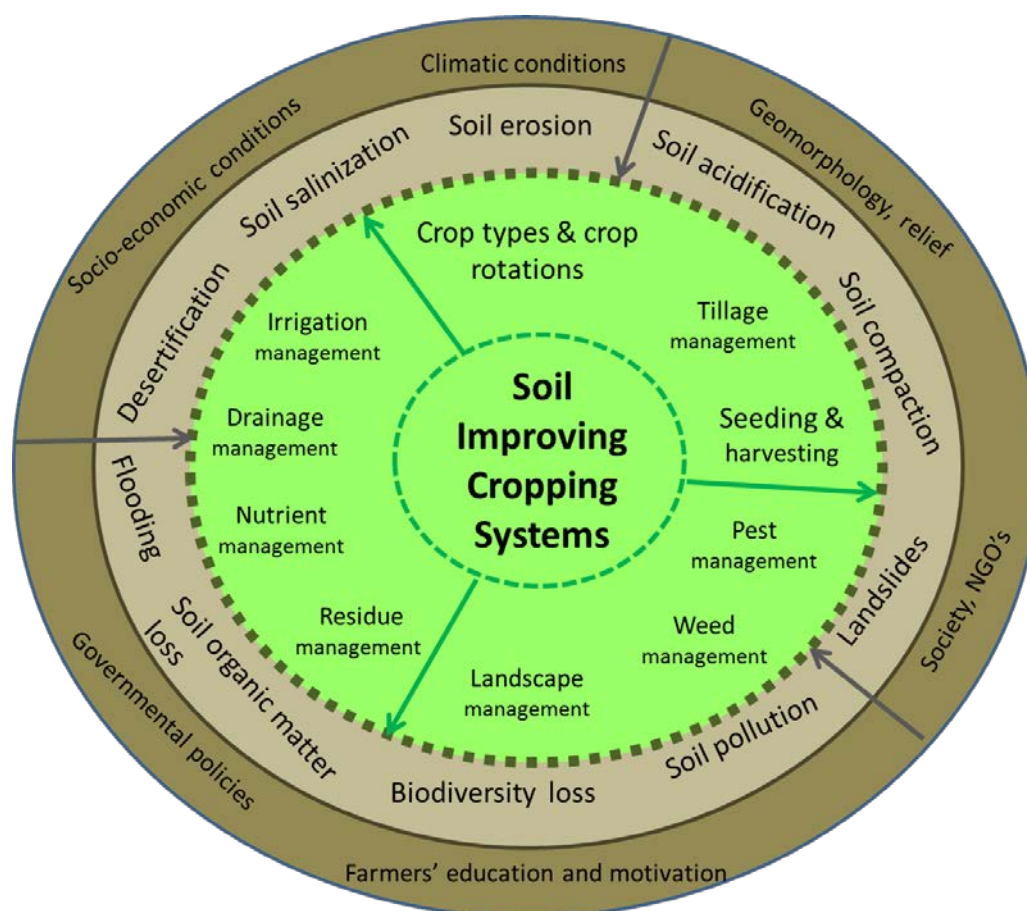 Climatic conditions
Geomorphology, relief
Society, NGO's
Farmers' education and motivation
Governmental policies
Socio-economic conditions
Soil erosion
Soil acidification
Soil compaction
Landslides
Soil pollution
Biodiversity loss
Soil organic matter
loss
Flooding
Desertification
Soil salinization
Crop types & crop
rotations
Tillage
management
Seeding &
harvesting
Pest
management
Weed
management
Landscape
management
Residue
management
Nutrient
management
Drainage
management
Irrigation
management
Soil
Improving
Cropping
Systems